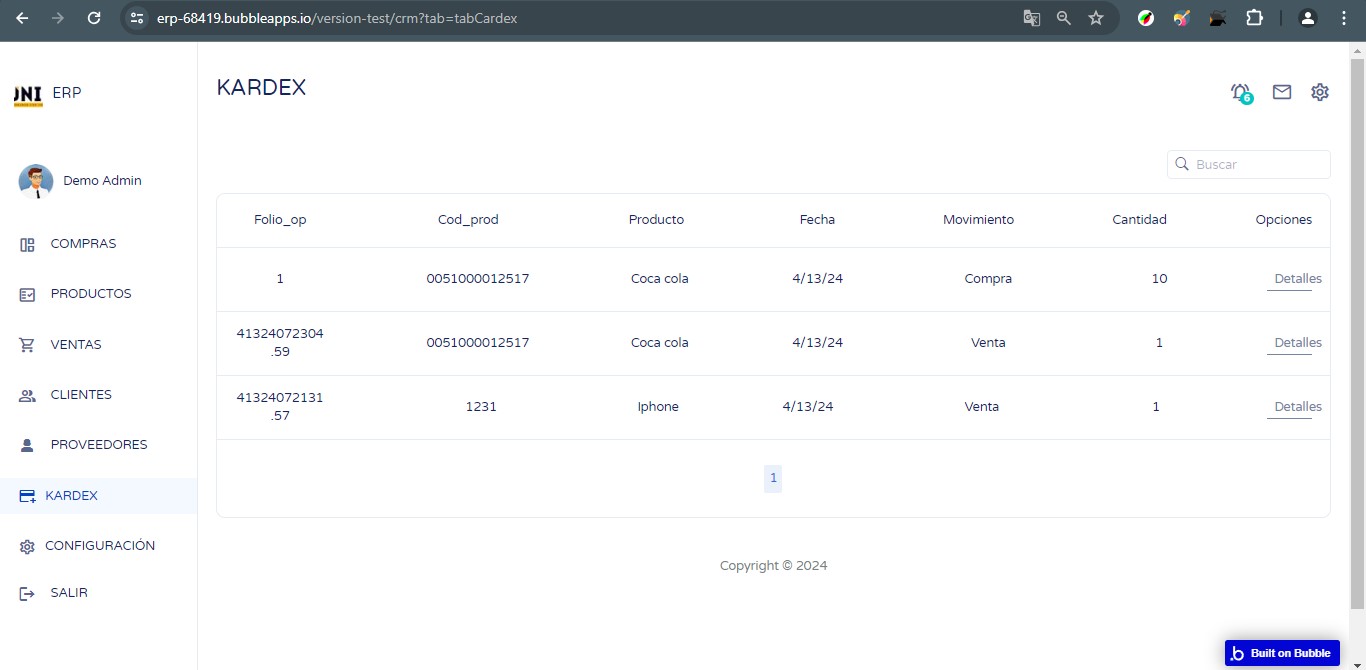 erp-68419.bubbleapps.io/version-test/crm?tab=tabCardex
JNI ERP
KARDEX
6
Demo Admin
Buscar
COMPRAS
PRODUCTOS
VENTAS
CLIENTES
PROVEEDORES
KARDEX
CONFIGURACIÓN
SALIR
Folio_op Cod_prod Producto Fecha Movimiento Cantidad Opciones
1 0051000012517 Coca cola 4/13/24 Compra 10 Detalles
41324072304
.59 0051000012517 Coca cola 4/13/24 Venta 1 Detalles
41324072131
.57 1231 Iphone 4/13/24 Venta 1 Detalles
1
Copyright © 2024
Built on Bubble